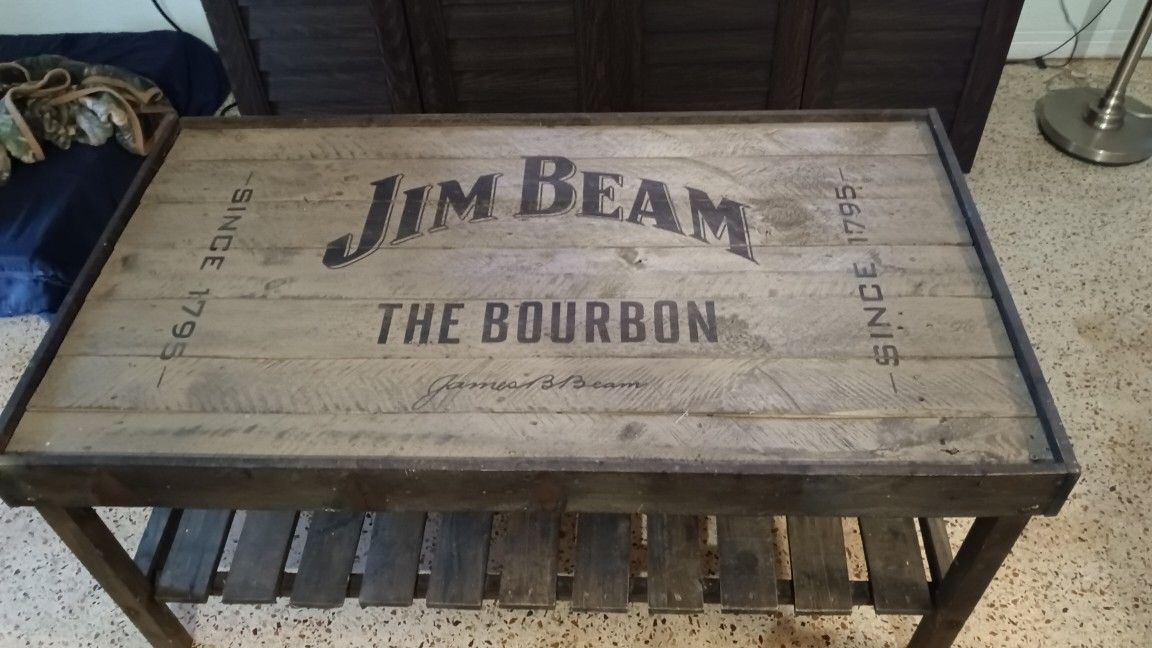 JIM BEAM
THE BOURBON
James B Beam
SINCE 1795
SINCE 1795